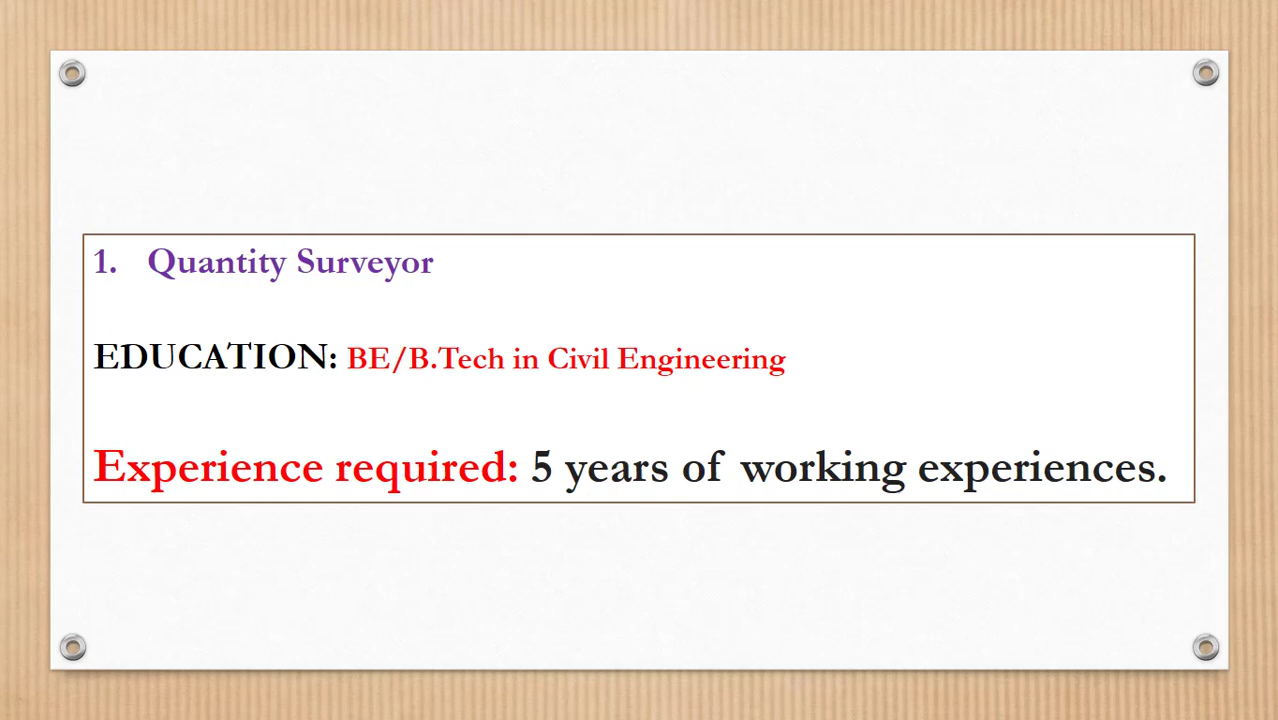 1. Quantity Surveyor
EDUCATION: BE/B.Tech in Civil Engineering
Experience required: 5 years of working experiences.